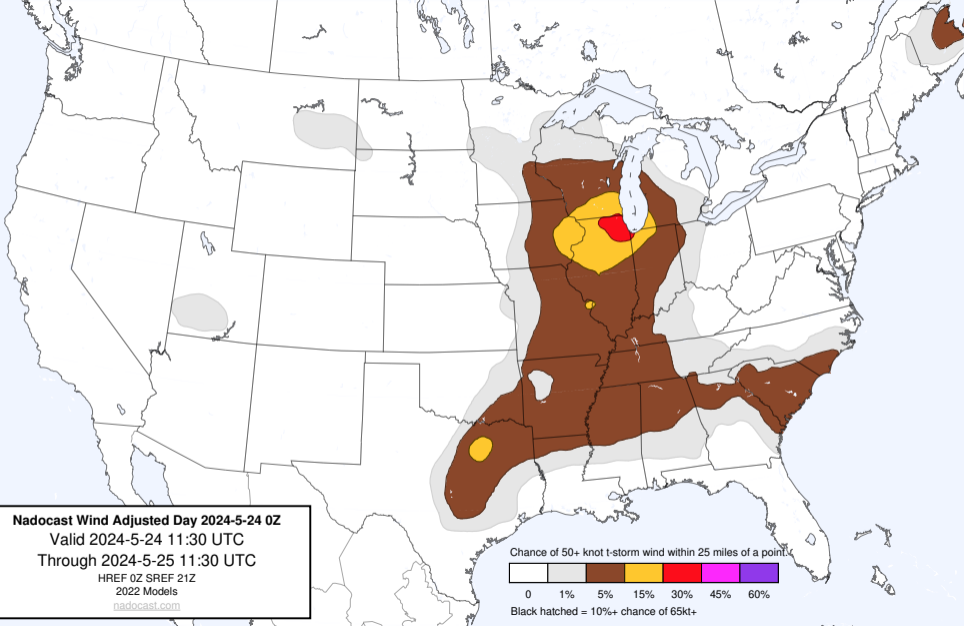 Nadocast Wind Adjusted Day 2024-5-24 0Z
Valid 2024-5-24 11:30 UTC
Through 2024-5-25 11:30 UTC
HREF 0Z SREF 21Z
2022 Models
nadocast.com
Chance of 50+ knot t-storm wind within 25 miles of a point.
0 1% 5% 15% 30% 45% 60%
Black hatched = 10%+ chance of 65kt+